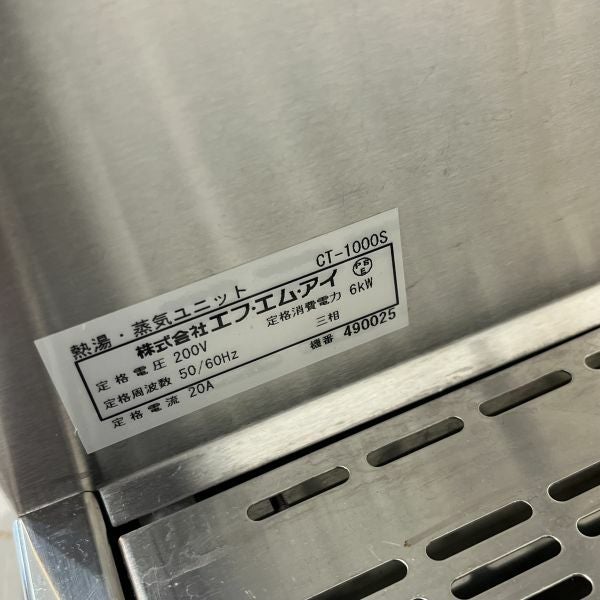 熱湯・蒸気ユニット CT-1000S
株式会社エフ・エム・アイ
定格電圧 200V 定格消費電力 6kW
定格周波数 50/60Hz 三相
定格電流 20A 機番 490025